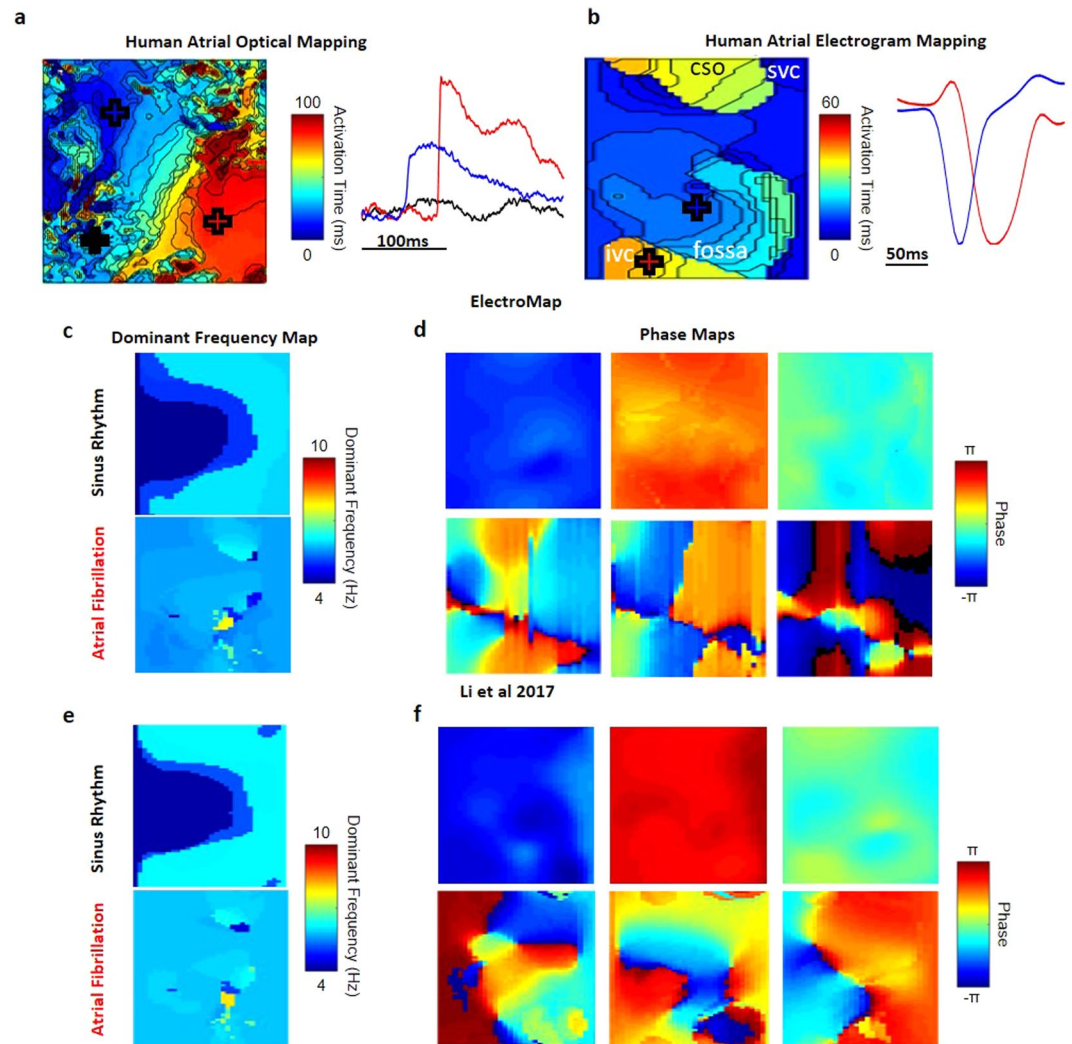 a
Human Atrial Optical Mapping
100
Activation Time (ms)
0
100ms
b
Human Atrial Electrogram Mapping
cso
svc
ivc
fossa
60
Activation Time (ms)
0
50ms
ElectroMap
c
Dominant Frequency Map
Sinus Rhythm
Atrial Fibrillation
10
Dominant Frequency (Hz)
4
d
Phase Maps
π
Phase
-π
Li et al 2017
e
Sinus Rhythm
Atrial Fibrillation
10
Dominant Frequency (Hz)
4
f
π
Phase
-π